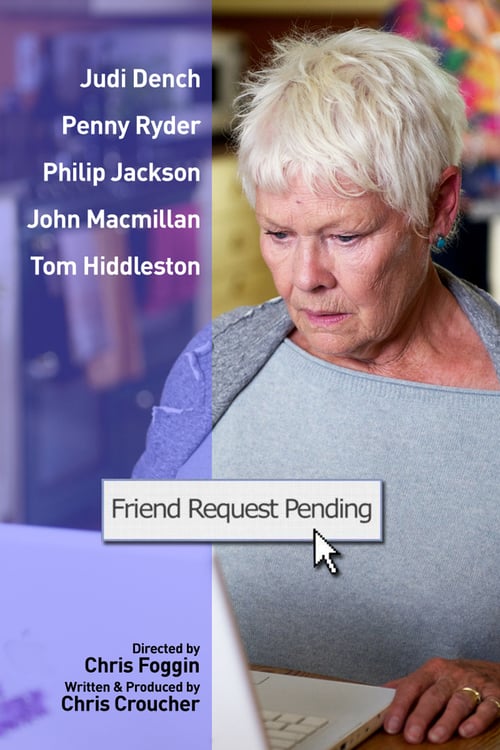 Judi Dench
Penny Ryder
Philip Jackson
John Macmillan
Tom Hiddleston
Friend Request Pending
Directed by
Chris Foggin
Written & Produced by
Chris Croucher